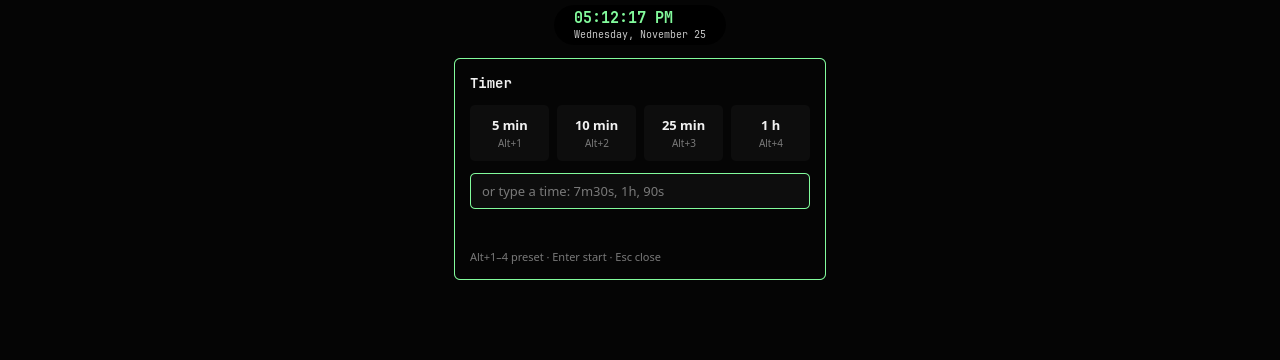 05:12:17 PM
Wednesday, November 25
Timer
5 min
Alt+1
10 min
Alt+2
25 min
Alt+3
1 h
Alt+4
or type a time: 7m30s, 1h, 90s
Alt+1–4 preset · Enter start · Esc close